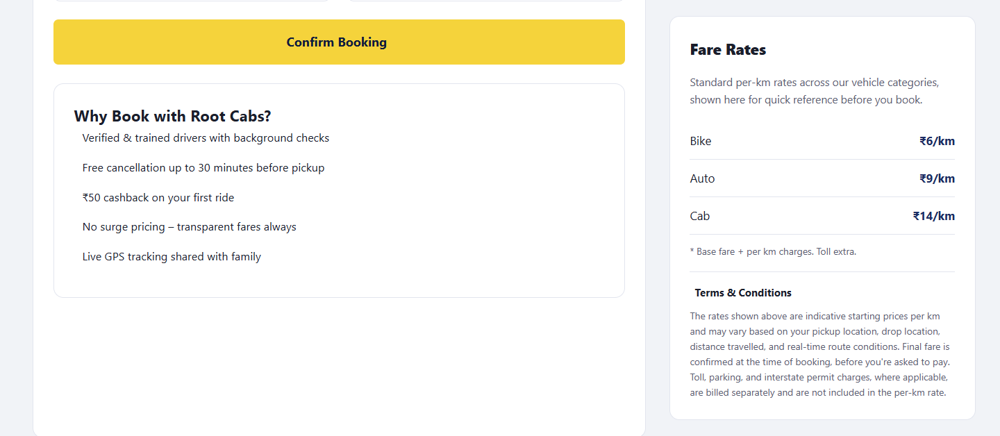 Confirm Booking
Why Book with Root Cabs?
Verified & trained drivers with background checks
Free cancellation up to 30 minutes before pickup
₹50 cashback on your first ride
No surge pricing – transparent fares always
Live GPS tracking shared with family
Fare Rates
Standard per-km rates across our vehicle categories,
shown here for quick reference before you book.
Bike ₹6/km
Auto ₹9/km
Cab ₹14/km
* Base fare + per km charges. Toll extra.
Terms & Conditions
The rates shown above are indicative starting prices per km
and may vary based on your pickup location, drop location,
distance travelled, and real-time route conditions. Final fare is
confirmed at the time of booking, before you're asked to pay.
Toll, parking, and interstate permit charges, where applicable,
are billed separately and are not included in the per-km rate.